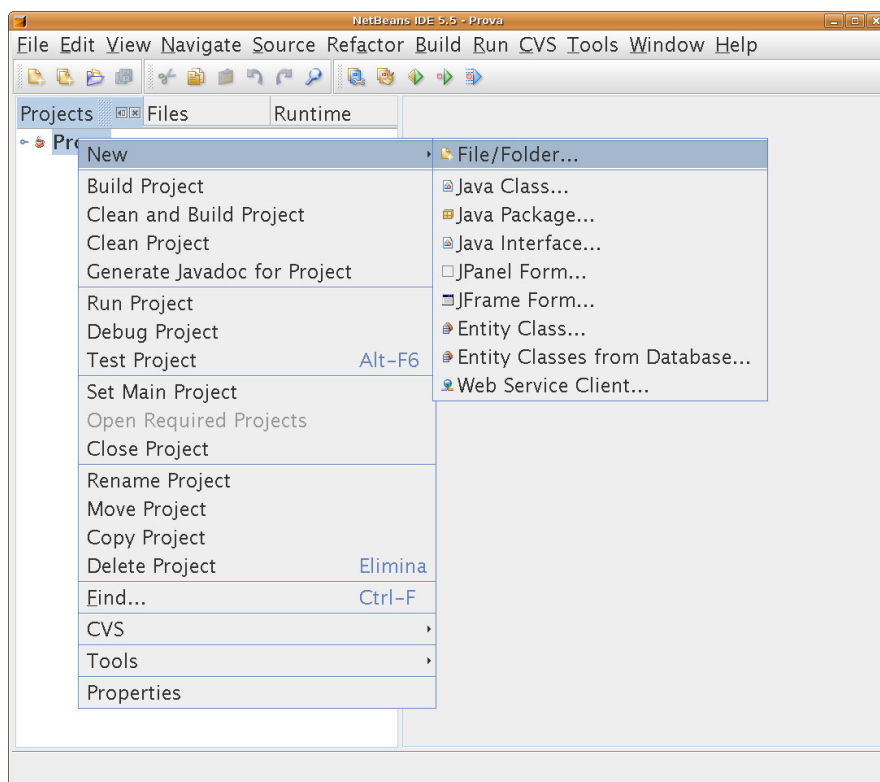 NetBeans IDE 5.5 - Prova
File Edit View Navigate Source Refactor Build Run CVS Tools Window Help
Projects Files Runtime
New
Build Project
Clean and Build Project
Clean Project
Generate Javadoc for Project
Run Project
Debug Project
Test Project Alt-F6
Set Main Project
Open Required Projects
Close Project
Rename Project
Move Project
Copy Project
Delete Project Elimina
Find... Ctrl-F
CVS
Tools
Properties
File/Folder...
Java Class...
Java Package...
Java Interface...
JPanel Form...
JFrame Form...
Entity Class...
Entity Classes from Database...
Web Service Client...